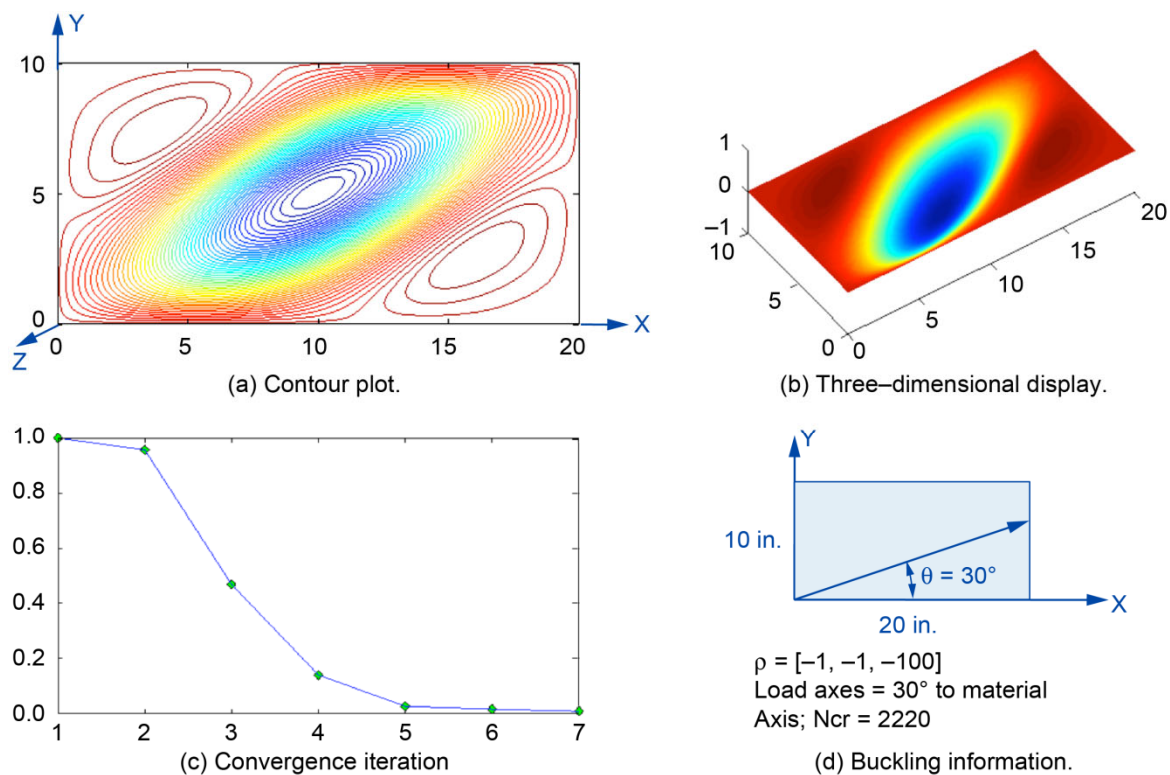 Y
10
5
0
Z
0
5
10
15
20
X
(a) Contour plot.
1
0
–1
10
5
0
0
5
10
15
20
(b) Three–dimensional display.
1.0
0.8
0.6
0.4
0.2
0.0
1
2
3
4
5
6
7
(c) Convergence iteration
Y
10 in.
θ = 30°
X
20 in.
ρ = [–1, –1, –100]
Load axes = 30° to material
Axis; Ncr = 2220
(d) Buckling information.